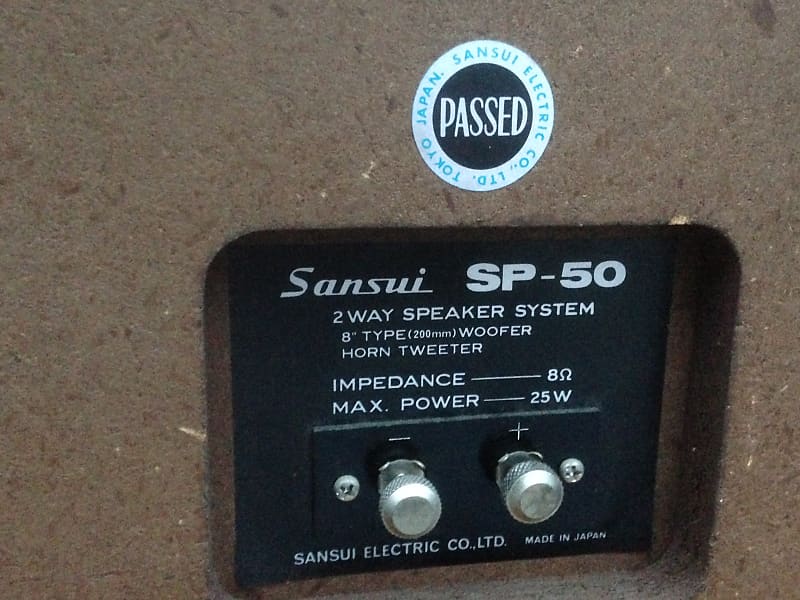 SANSUI ELECTRIC CO., LTD. TOKYO JAPAN.
PASSED
Sansui SP-50
2 WAY SPEAKER SYSTEM
8" TYPE (200mm) WOOFER
HORN TWEETER
IMPEDANCE 8Ω
MAX. POWER 25W
- +
SANSUI ELECTRIC CO.,LTD. MADE IN JAPAN